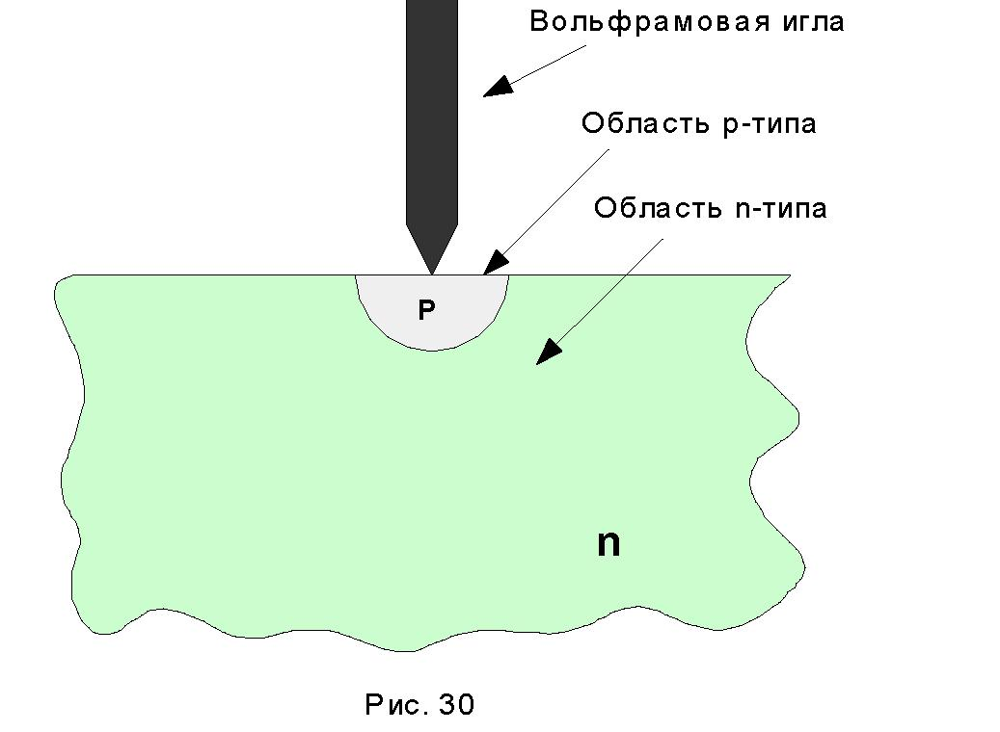 Вольфрамовая игла
Область p-типа
Область n-типа
P
n
Рис. 30